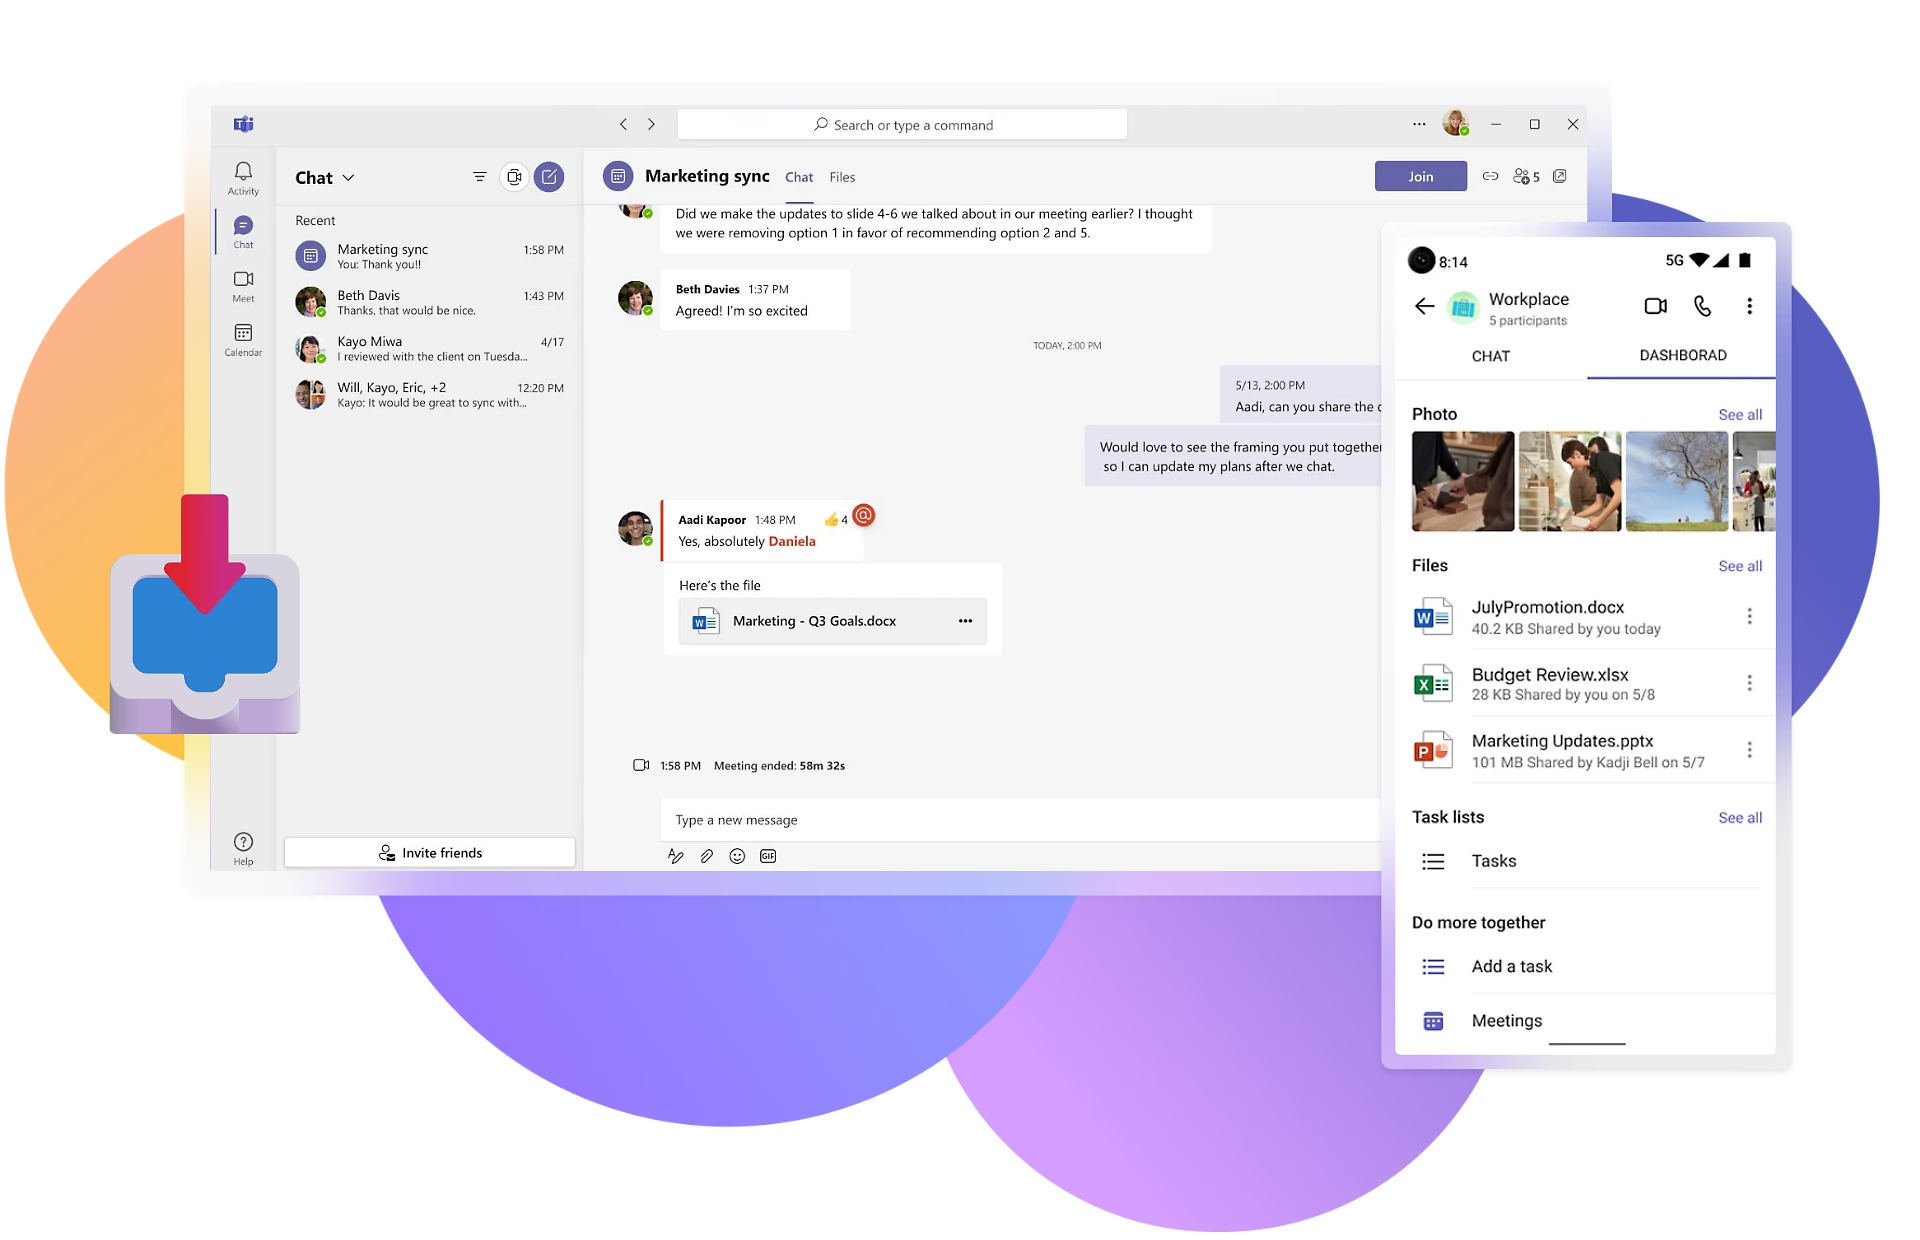 Search or type a command
Activity
Chat
Meet
Calendar
Help
Chat
Recent
Marketing sync 1:58 PM
You: Thank you!!
Beth Davis 1:43 PM
Thanks, that would be nice.
Kayo Miwa 4/17
I reviewed with the client on Tuesda...
Will, Kayo, Eric, +2 12:20 PM
Kayo: It would be great to sync with...
Invite friends
Marketing sync Chat Files
Join 5
Did we make the updates to slide 4-6 we talked about in our meeting earlier? I thought
we were removing option 1 in favor of recommending option 2 and 5.
Beth Davies 1:37 PM
Agreed! I'm so excited
TODAY, 2:00 PM
5/13, 2:00 PM
Aadi, can you share the
Would love to see the framing you put together
so I can update my plans after we chat.
Aadi Kapoor 1:48 PM 4 @
Yes, absolutely Daniela
Here's the file
W Marketing - Q3 Goals.docx
1:58 PM Meeting ended: 58m 32s
Type a new message
GIF
8:14 5G
Workplace
5 participants
CHAT DASHBORAD
Photo See all
Files See all
W JulyPromotion.docx
40.2 KB Shared by you today
X Budget Review.xlsx
28 KB Shared by you on 5/8
P Marketing Updates.pptx
101 MB Shared by Kadji Bell on 5/7
Task lists See all
Tasks
Do more together
Add a task
Meetings